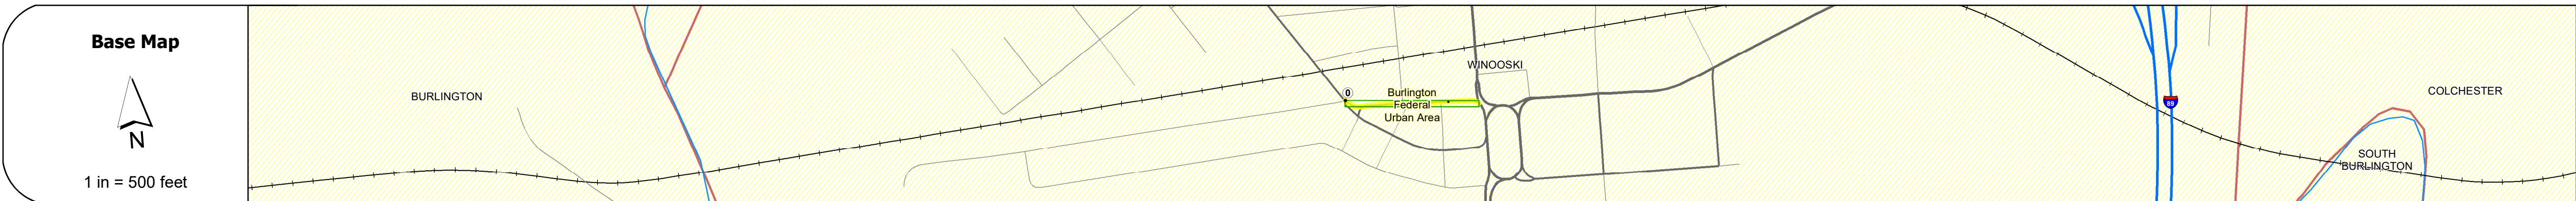 Base Map
N
1 in = 500 feet
BURLINGTON
0
Burlington
Federal
Urban Area
WINOOSKI
89
COLCHESTER
SOUTH
BURLINGTON